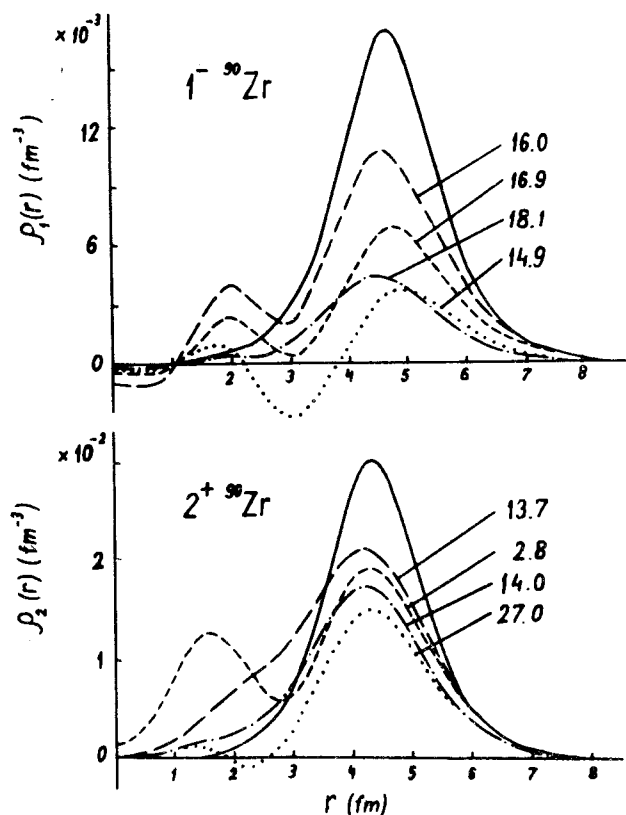 × 10⁻³
1⁻ ⁹⁰Zr
ρ₁(r) (fm⁻³)
12
6
0
16.0
16.9
18.1
14.9
1 2 3 4 5 6 7 8
× 10⁻²
2⁺ ⁹⁰Zr
ρ₂(r) (fm⁻³)
2
1
0
13.7
2.8
14.0
27.0
1 2 3 4 5 6 7 8
r (fm)